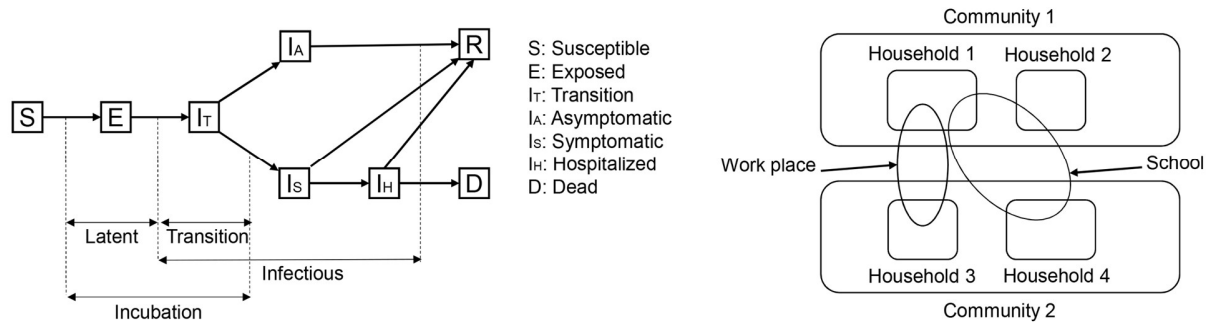 S
E
IT
IA
IS
IH
R
D
Latent
Transition
Infectious
Incubation
S: Susceptible
E: Exposed
IT: Transition
IA: Asymptomatic
IS: Symptomatic
IH: Hospitalized
D: Dead
Community 1
Household 1
Household 2
Work place
School
Household 3
Household 4
Community 2